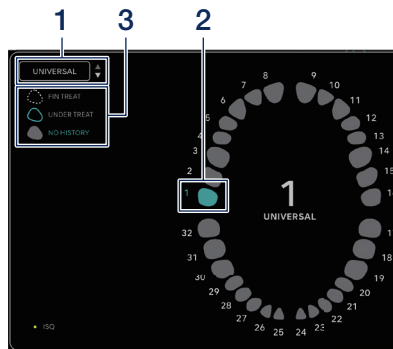 1 3 2
UNIVERSAL
FIN TREAT
UNDER TREAT
NO HISTORY
8 9
7 10
6 11
5 12
4 13
3 14
2 15
1
1
UNIVERSAL
32
31 18
30 19
29 20
28 21
27 22
26 25 24 23
ISQ